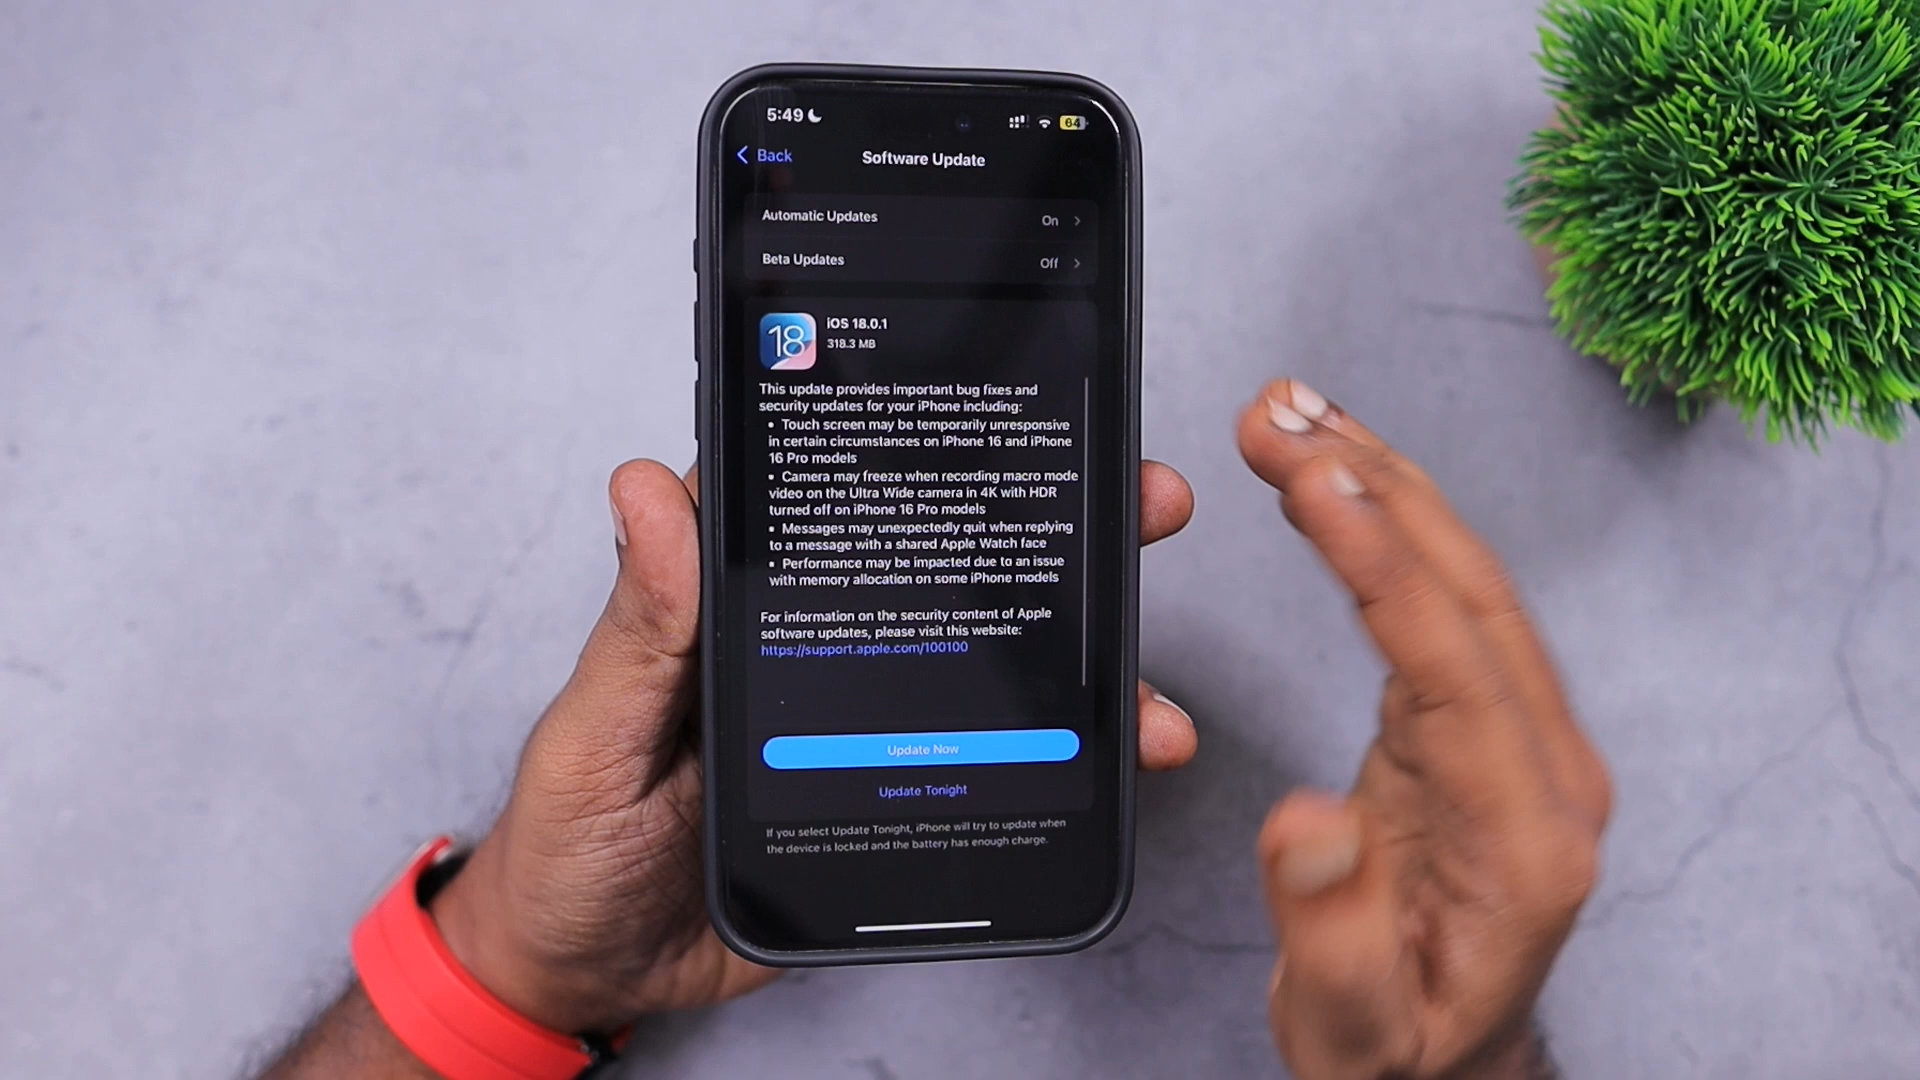 5:49
64
Back
Software Update
Automatic Updates
On
Beta Updates
Off
18
iOS 18.0.1
318.3 MB
This update provides important bug fixes and
security updates for your iPhone including:
• Touch screen may be temporarily unresponsive
in certain circumstances on iPhone 16 and iPhone
16 Pro models
• Camera may freeze when recording macro mode
video on the Ultra Wide camera in 4K with HDR
turned off on iPhone 16 Pro models
• Messages may unexpectedly quit when replying
to a message with a shared Apple Watch face
• Performance may be impacted due to an issue
with memory allocation on some iPhone models
For information on the security content of Apple
software updates, please visit this website:
https://support.apple.com/100100
Update Now
Update Tonight
If you select Update Tonight, iPhone will try to update when
the device is locked and the battery has enough charge.